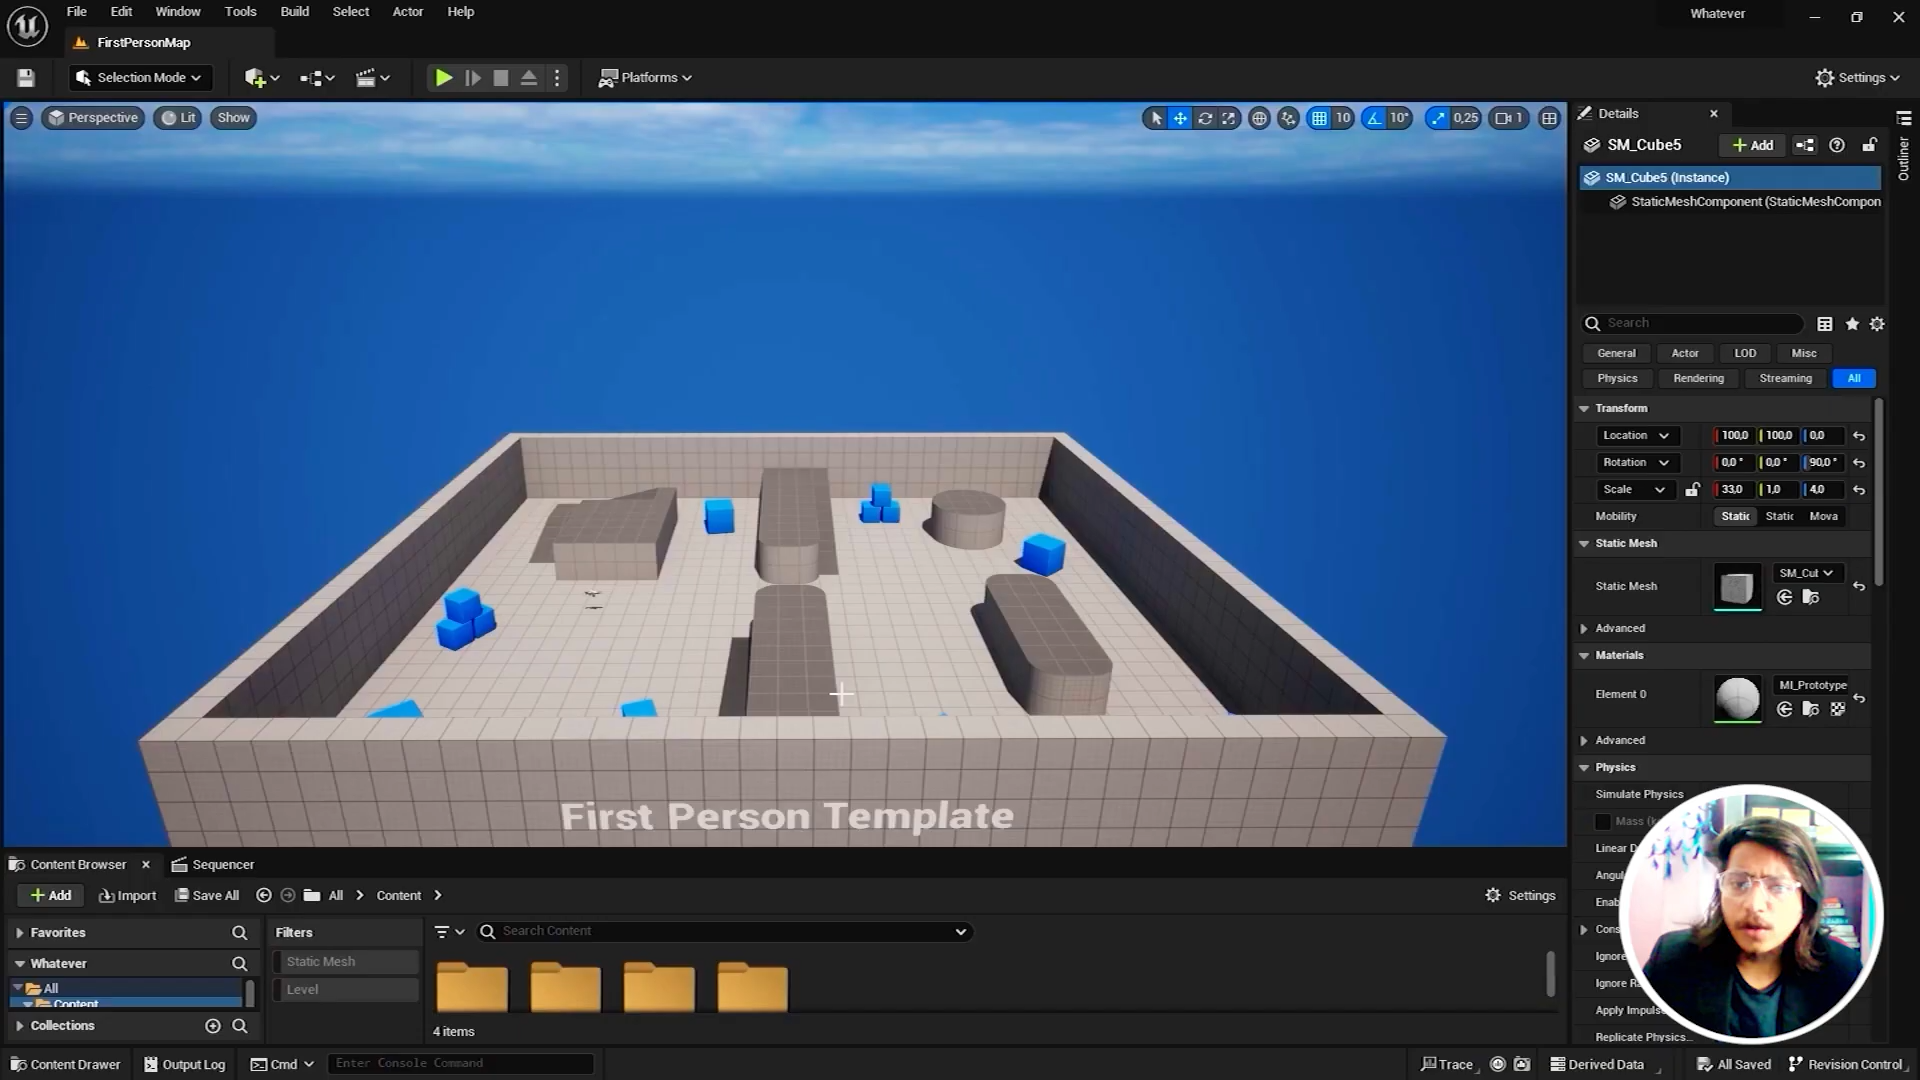 File Edit Window Tools Build Select Actor Help
Whatever
FirstPersonMap
Selection Mode
Platforms
Settings
Perspective Lit Show
10 10° 0,25 1
Details
Outliner
SM_Cube5
Add
SM_Cube5 (Instance)
StaticMeshComponent (StaticMeshCompon
Search
General Actor LOD Misc
Physics Rendering Streaming All
Transform
Location 100,0 100,0 0,0
Rotation 0,0 ° 0,0 ° 90,0 °
Scale 33,0 1,0 4,0
Mobility Static Static Mova
Static Mesh
Static Mesh SM_Cut
Advanced
Materials
Element 0 MI_Prototype
Advanced
Physics
Simulate Physics
Mass
Linear D
Angul
Enab
Cons
Ignore
Ignore R
Apply Impuls
Replicate Physics...
First Person Template
Content Browser Sequencer
Add Import Save All All Content
Settings
Favorites
Filters
Search Content
Whatever
Static Mesh
All
Level
Content
Collections
4 items
Content Drawer Output Log Cmd Enter Console Command
Trace Derived Data All Saved Revision Control